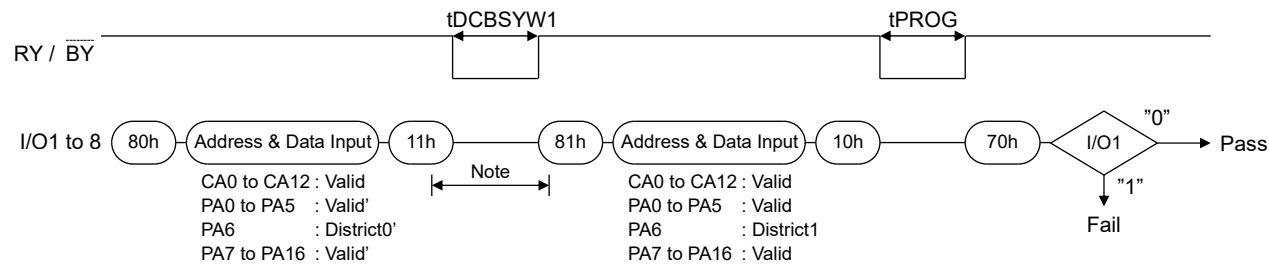 tDCBSYW1
tPROG
RY / BY
I/O1 to 8
80h
Address & Data Input
11h
81h
Address & Data Input
10h
70h
I/O1
"0"
Pass
Note
"1"
Fail
CA0 to CA12 : Valid
PA0 to PA5 : Valid'
PA6 : District0'
PA7 to PA16 : Valid'
CA0 to CA12 : Valid
PA0 to PA5 : Valid
PA6 : District1
PA7 to PA16 : Valid